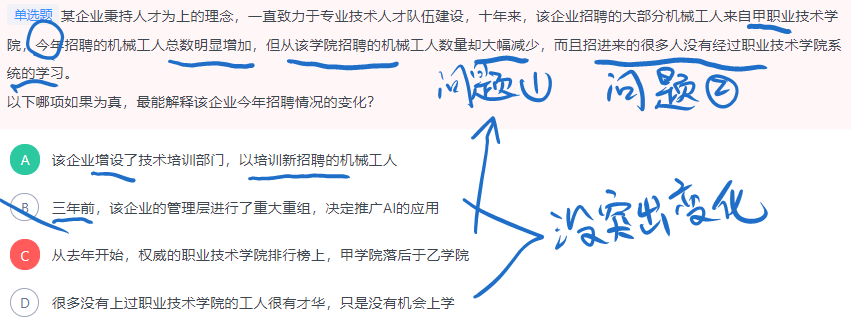 单选题 某企业秉持人才为上的理念，一直致力于专业技术人才队伍建设，十年来，该企业招聘的大部分机械工人来自甲职业技术学
院，今年招聘的机械工人总数明显增加，但从该学院招聘的机械工人数量却大幅减少，而且招进来的很多人没有经过职业技术学院系
统的学习。
问题① 问题②
以下哪项如果为真，最能解释该企业今年招聘情况的变化？
A 该企业增设了技术培训部门，以培训新招聘的机械工人
B 三年前，该企业的管理层进行了重大重组，决定推广AI的应用
没突出变化
C 从去年开始，权威的职业技术学院排行榜上，甲学院落后于乙学院
D 很多没有上过职业技术学院的工人很有才华，只是没有机会上学